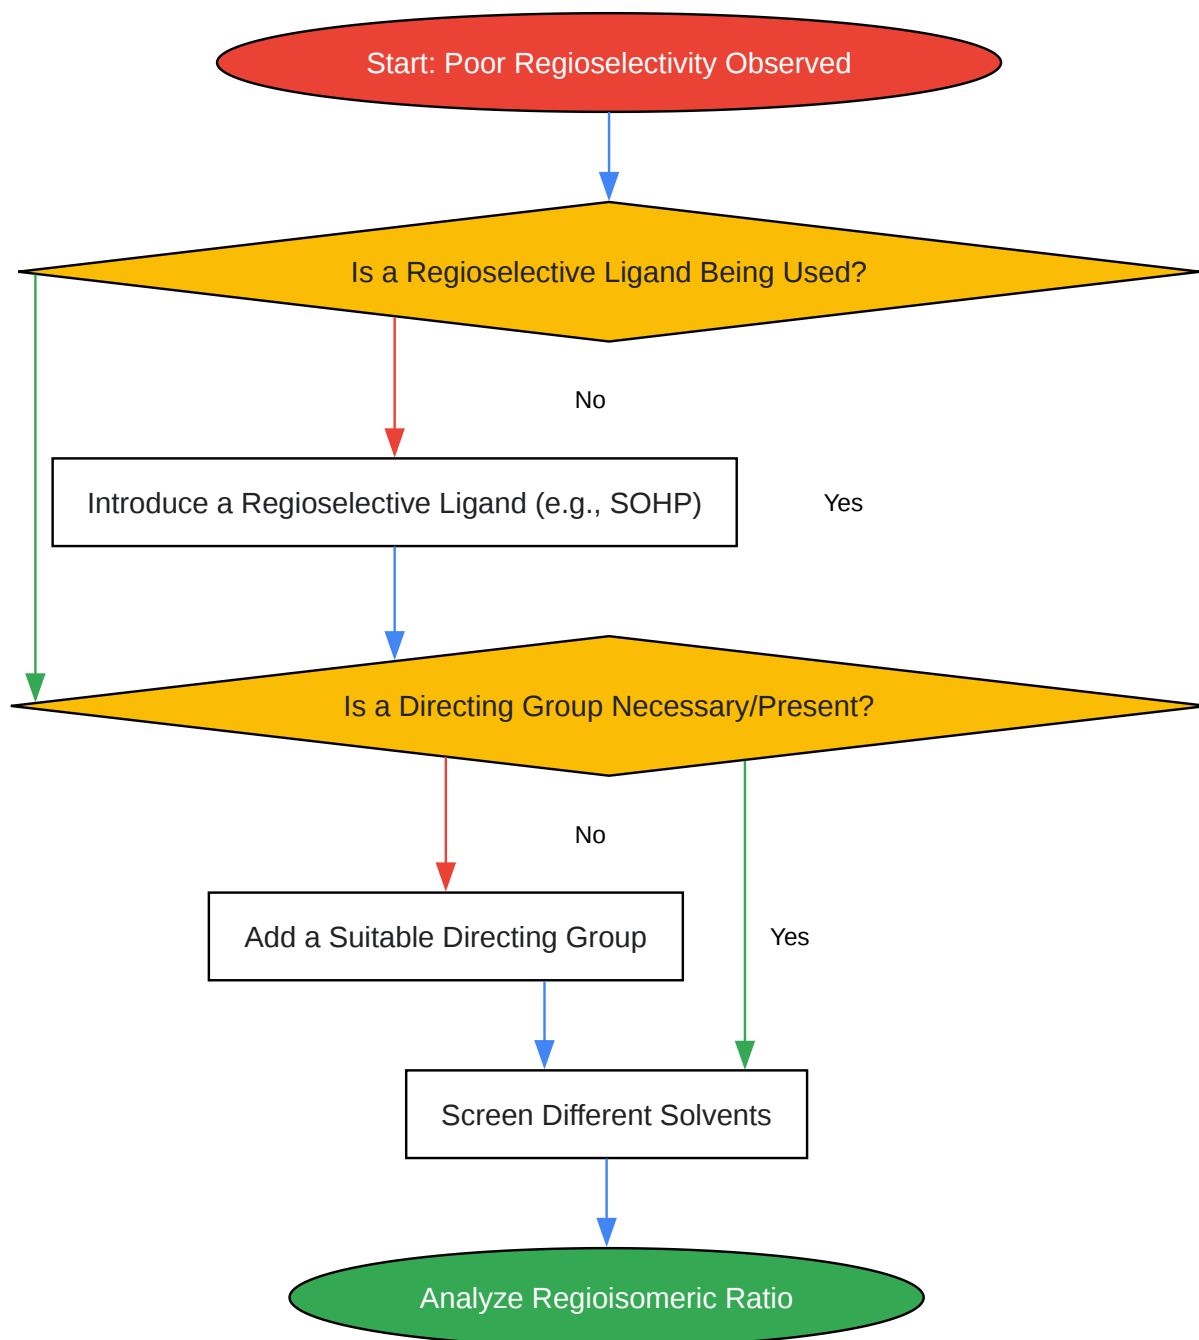 Start: Poor Regioselectivity Observed
Is a Regioselective Ligand Being Used?
No
Introduce a Regioselective Ligand (e.g., SOHP)
Yes
Is a Directing Group Necessary/Present?
No
Add a Suitable Directing Group
Yes
Screen Different Solvents
Analyze Regioisomeric Ratio